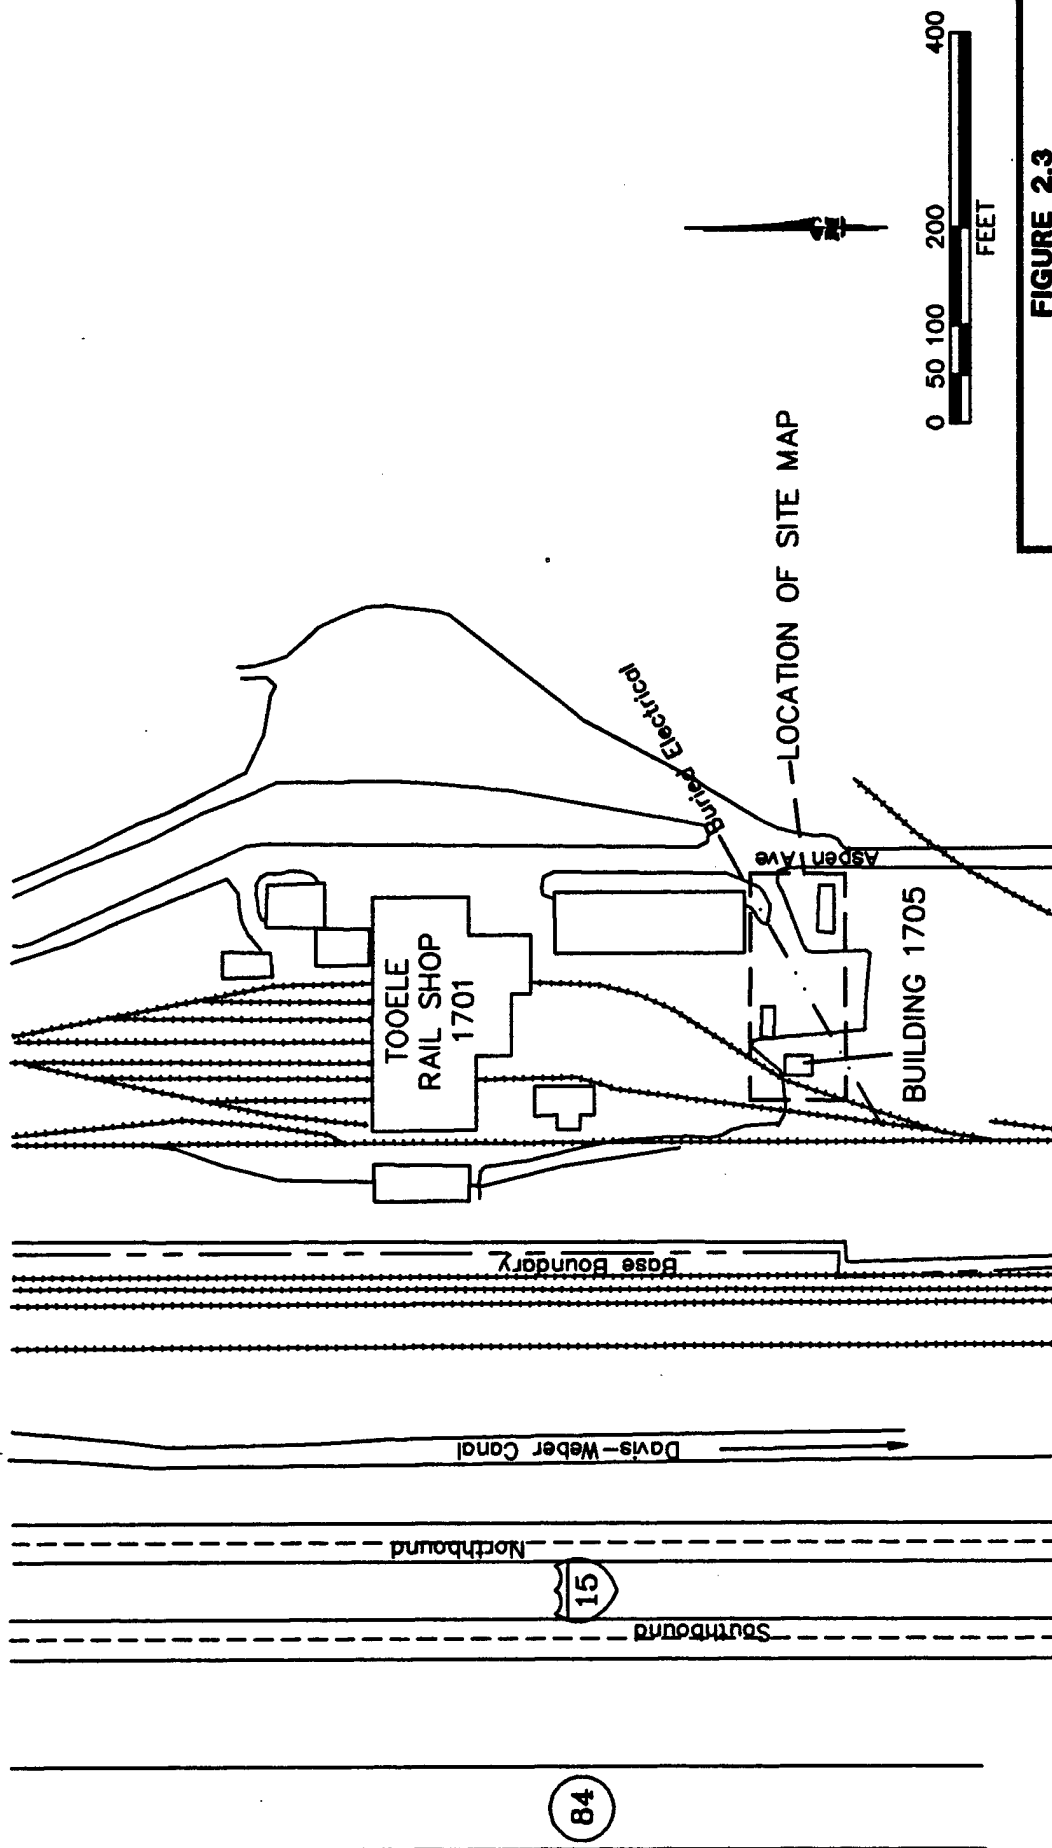 TOOELE
RAIL SHOP
1701
Buried Electrical
LOCATION OF SITE MAP
Aspen Ave
BUILDING 1705
Base Boundary
Davis-Weber Canal
Northbound
15
Southbound
84
0 50 100 200 400
FEET
FIGURE 2.3